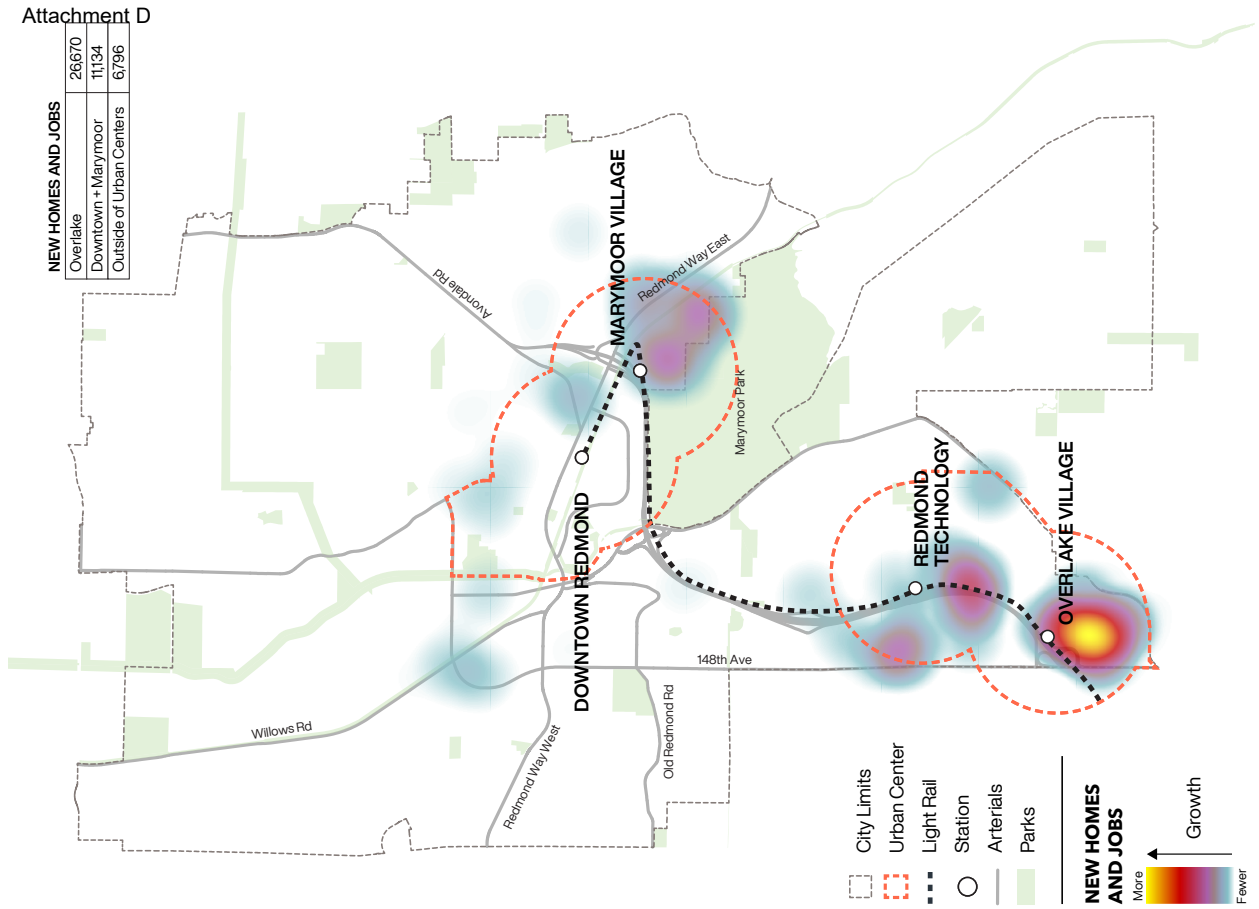 Attachment D
NEW HOMES AND JOBS
Overlake 26,670
Downtown + Marymoor 11,134
Outside of Urban Centers 6,796
Avondale Rd
MARYMOOR VILLAGE
Redmond Way East
Marymoor Park
DOWNTOWN REDMOND
REDMOND
TECHNOLOGY
OVERLAKE VILLAGE
148th Ave
Willows Rd
Redmond Way West
Old Redmond Rd
City Limits
Urban Center
Light Rail
Station
Arterials
Parks
NEW HOMES
AND JOBS
More
Growth
Fewer